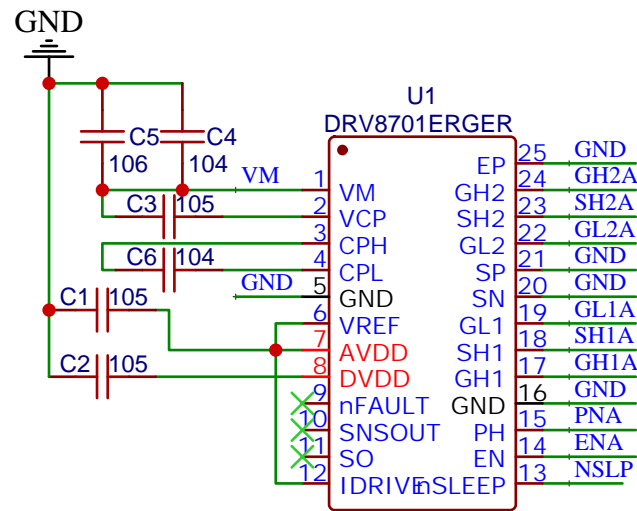 GND
U1
DRV8701ERGER
C5 C4
106 104
VM
C3 105
C6 104
GND
C1 105
C2 105
1 VM
2 VCP
3 CPH
4 CPL
5 GND
6 VREF
7 AVDD
8 DVDD
9 nFAULT
10 SNSOUT
11 SO
12 IDRIVE
EP 25 GND
GH2 24 GH2A
SH2 23 SH2A
GL2 22 GL2A
SP 21 GND
SN 20 GND
GL1 19 GL1A
SH1 18 SH1A
GH1 17 GH1A
GND 16 GND
PH 15 PNA
EN 14 ENA
nSLEEP 13 NSLP